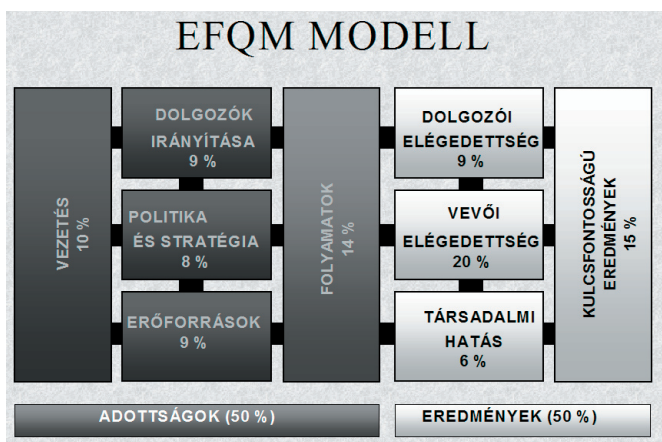 EFQM MODELL
VEZETÉS
10 %
DOLGOZÓK
IRÁNYÍTÁSA
9 %
POLITIKA
ÉS STRATÉGIA
8 %
ERŐFORRÁSOK
9 %
FOLYAMATOK
14 %
DOLGOZÓI
ELÉGEDETTSÉG
9 %
VEVŐI
ELÉGEDETTSÉG
20 %
TÁRSADALMI
HATÁS
6 %
KULCSFONTOSSÁGÚ
EREDMÉNYEK
15 %
ADOTTSÁGOK (50 %)
EREDMÉNYEK (50 %)